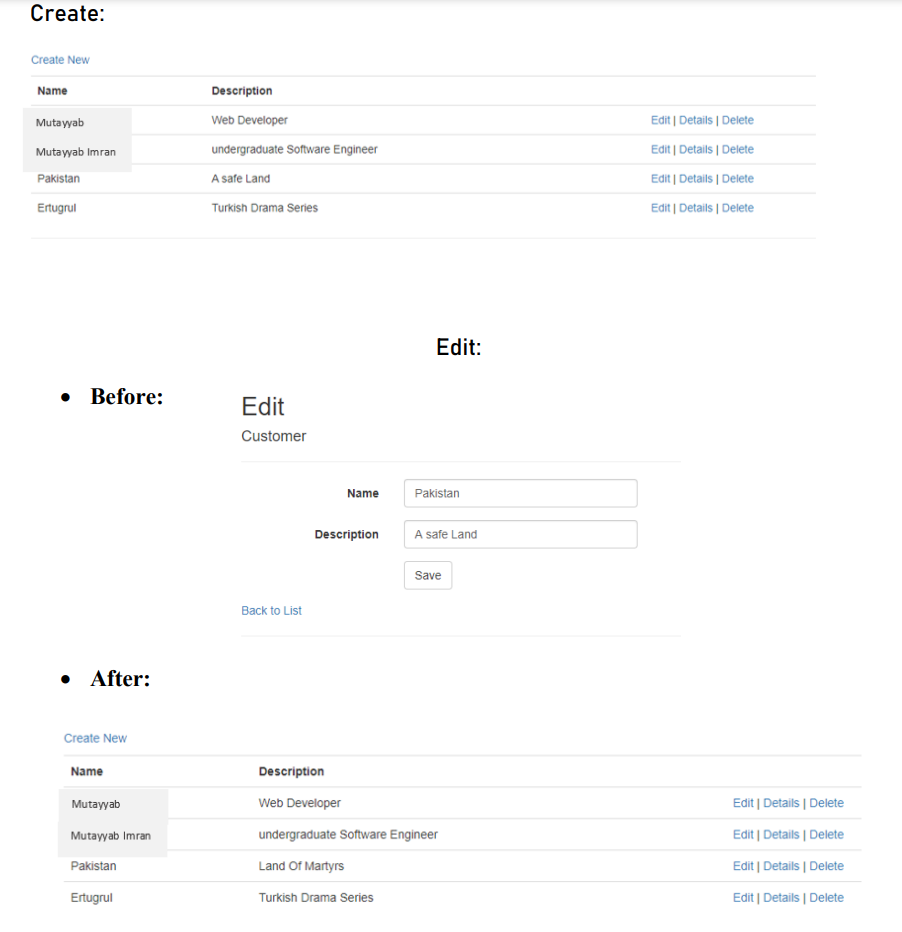 Create:
Create New
Name Description
Mutayyab Web Developer Edit | Details | Delete
Mutayyab Imran undergraduate Software Engineer Edit | Details | Delete
Pakistan A safe Land Edit | Details | Delete
Ertugrul Turkish Drama Series Edit | Details | Delete
Edit:
• Before:
Edit
Customer
Name Pakistan
Description A safe Land
Save
Back to List
• After:
Create New
Name Description
Mutayyab Web Developer Edit | Details | Delete
Mutayyab Imran undergraduate Software Engineer Edit | Details | Delete
Pakistan Land Of Martyrs Edit | Details | Delete
Ertugrul Turkish Drama Series Edit | Details | Delete